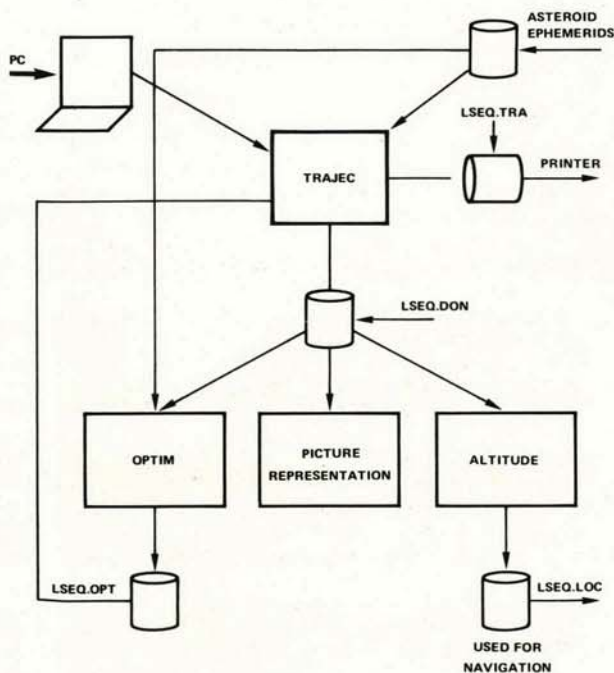 ASTEROID
EPHEMERIDS
PC
LSEQ.TRA
TRAJEC
PRINTER
LSEQ.DON
OPTIM
PICTURE
REPRESENTATION
ALTITUDE
LSEQ.OPT
LSEQ.LOC
USED FOR
NAVIGATION